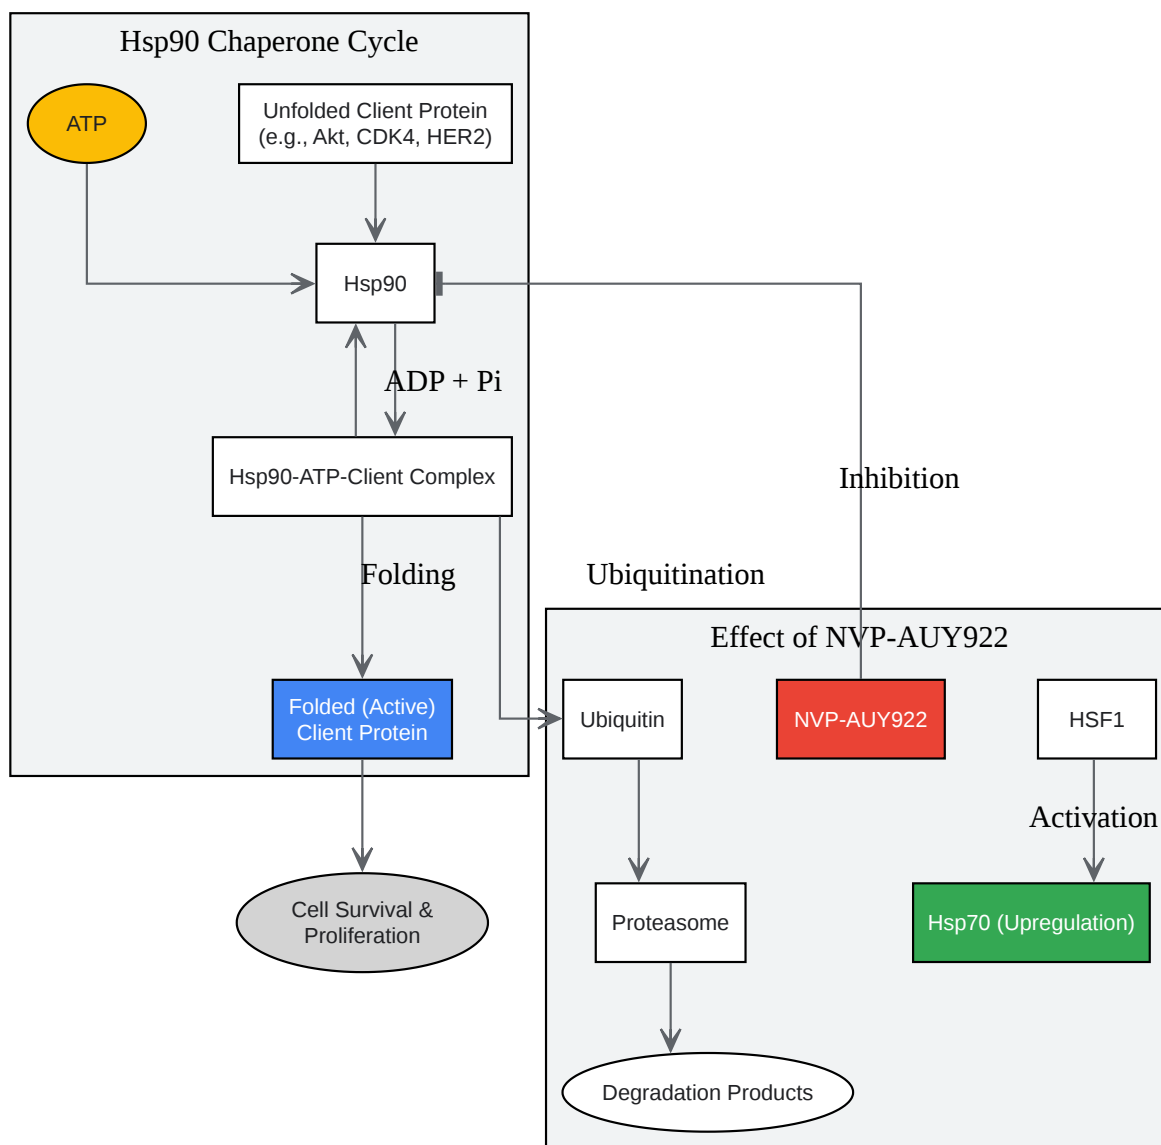 Hsp90 Chaperone Cycle
ATP
Unfolded Client Protein
(e.g., Akt, CDK4, HER2)
Hsp90
ADP + Pi
Hsp90-ATP-Client Complex
Inhibition
Folding
Ubiquitination
Effect of NVP-AUY922
Folded (Active)
Client Protein
Ubiquitin
NVP-AUY922
HSF1
Activation
Cell Survival &
Proliferation
Proteasome
Hsp70 (Upregulation)
Degradation Products